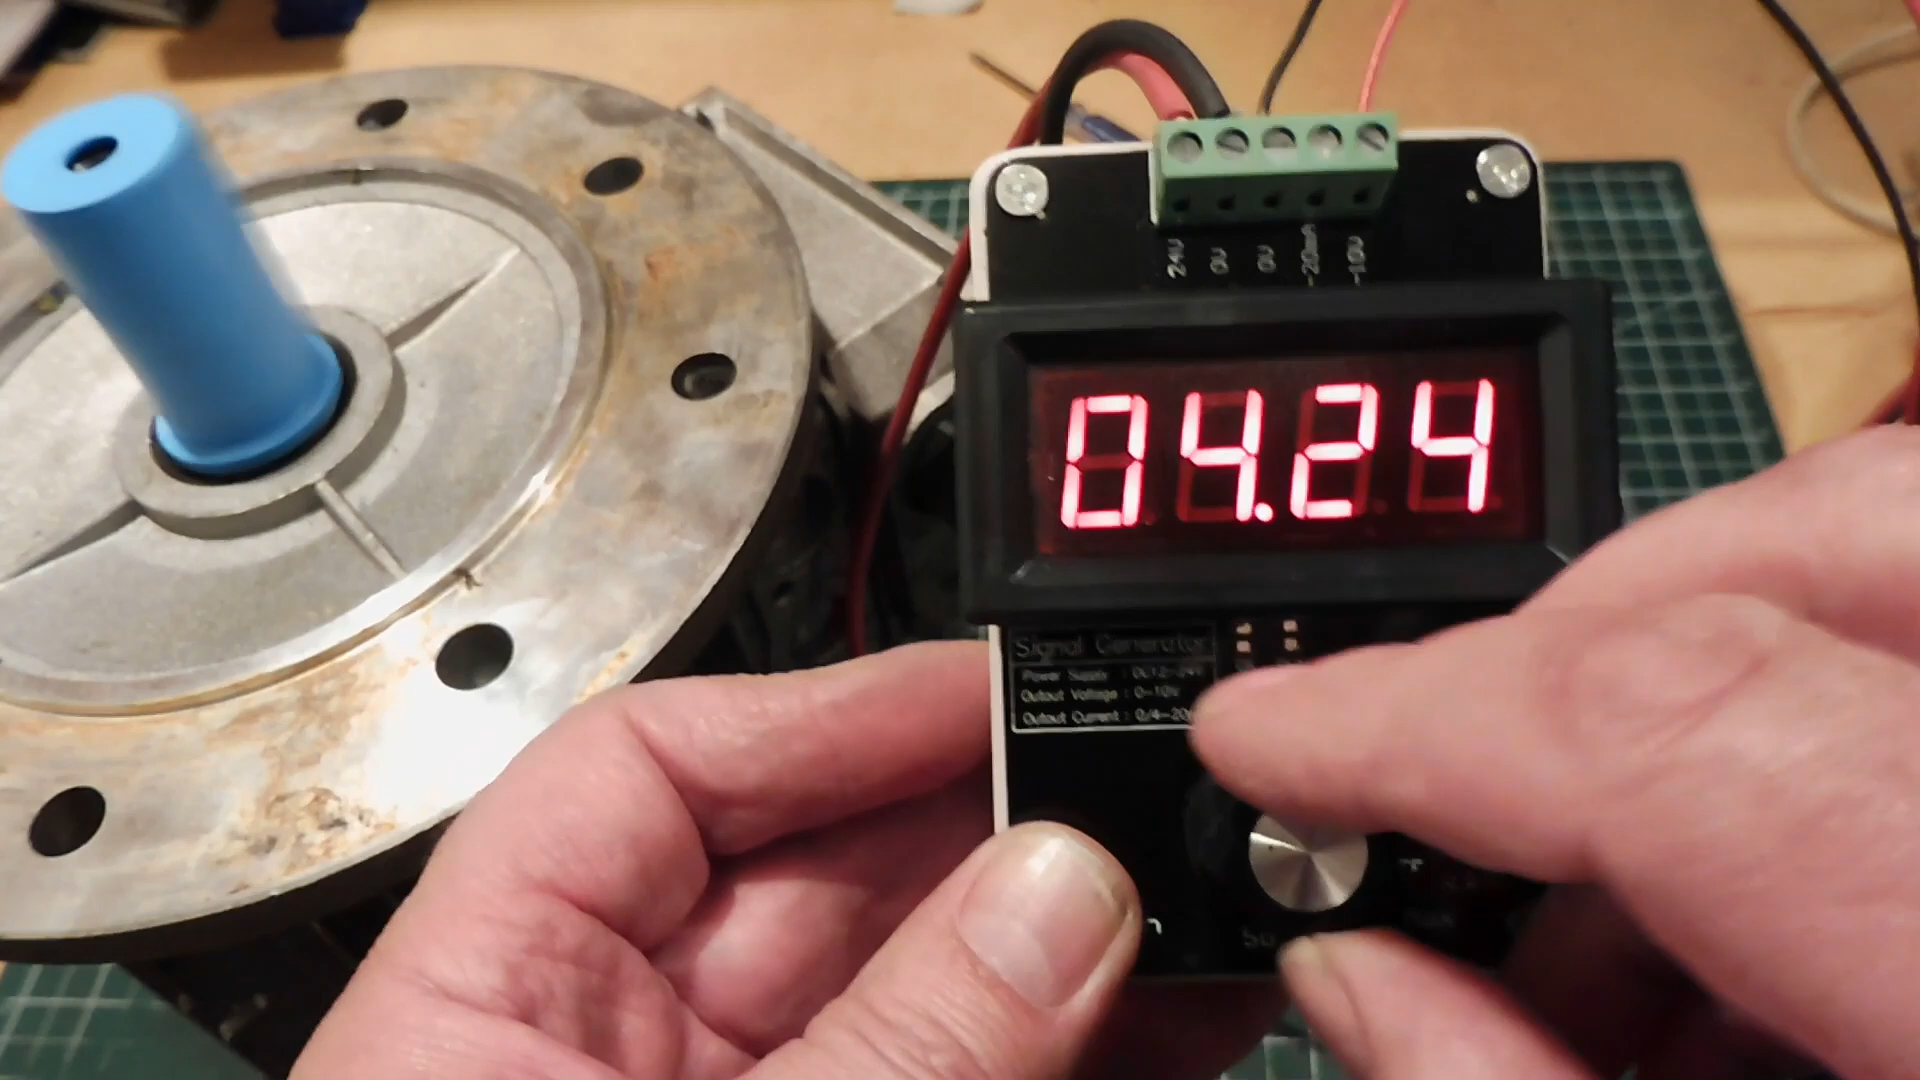 24V 0V 0V -20mA -10V
04.24
Signal Generator
Power Supply : DC12-24V
Output Voltage : 0-10V
Output Current : 0/4-20